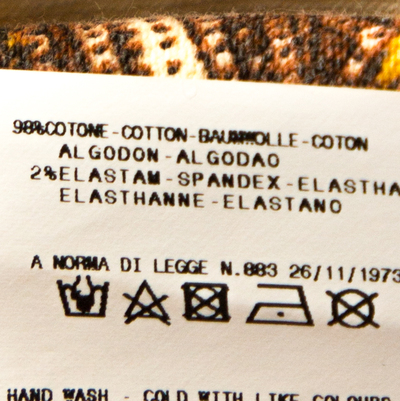 98%COTONE-COTTON-BAUMWOLLE-COTON
ALGODON-ALGODAO
2%ELASTAM-SPANDEX-ELASTHA
ELASTHANNE-ELASTANO
A NORMA DI LEGGE N.883 26/11/1973
HAND WASH - COLD WITH LIKE COLOURS